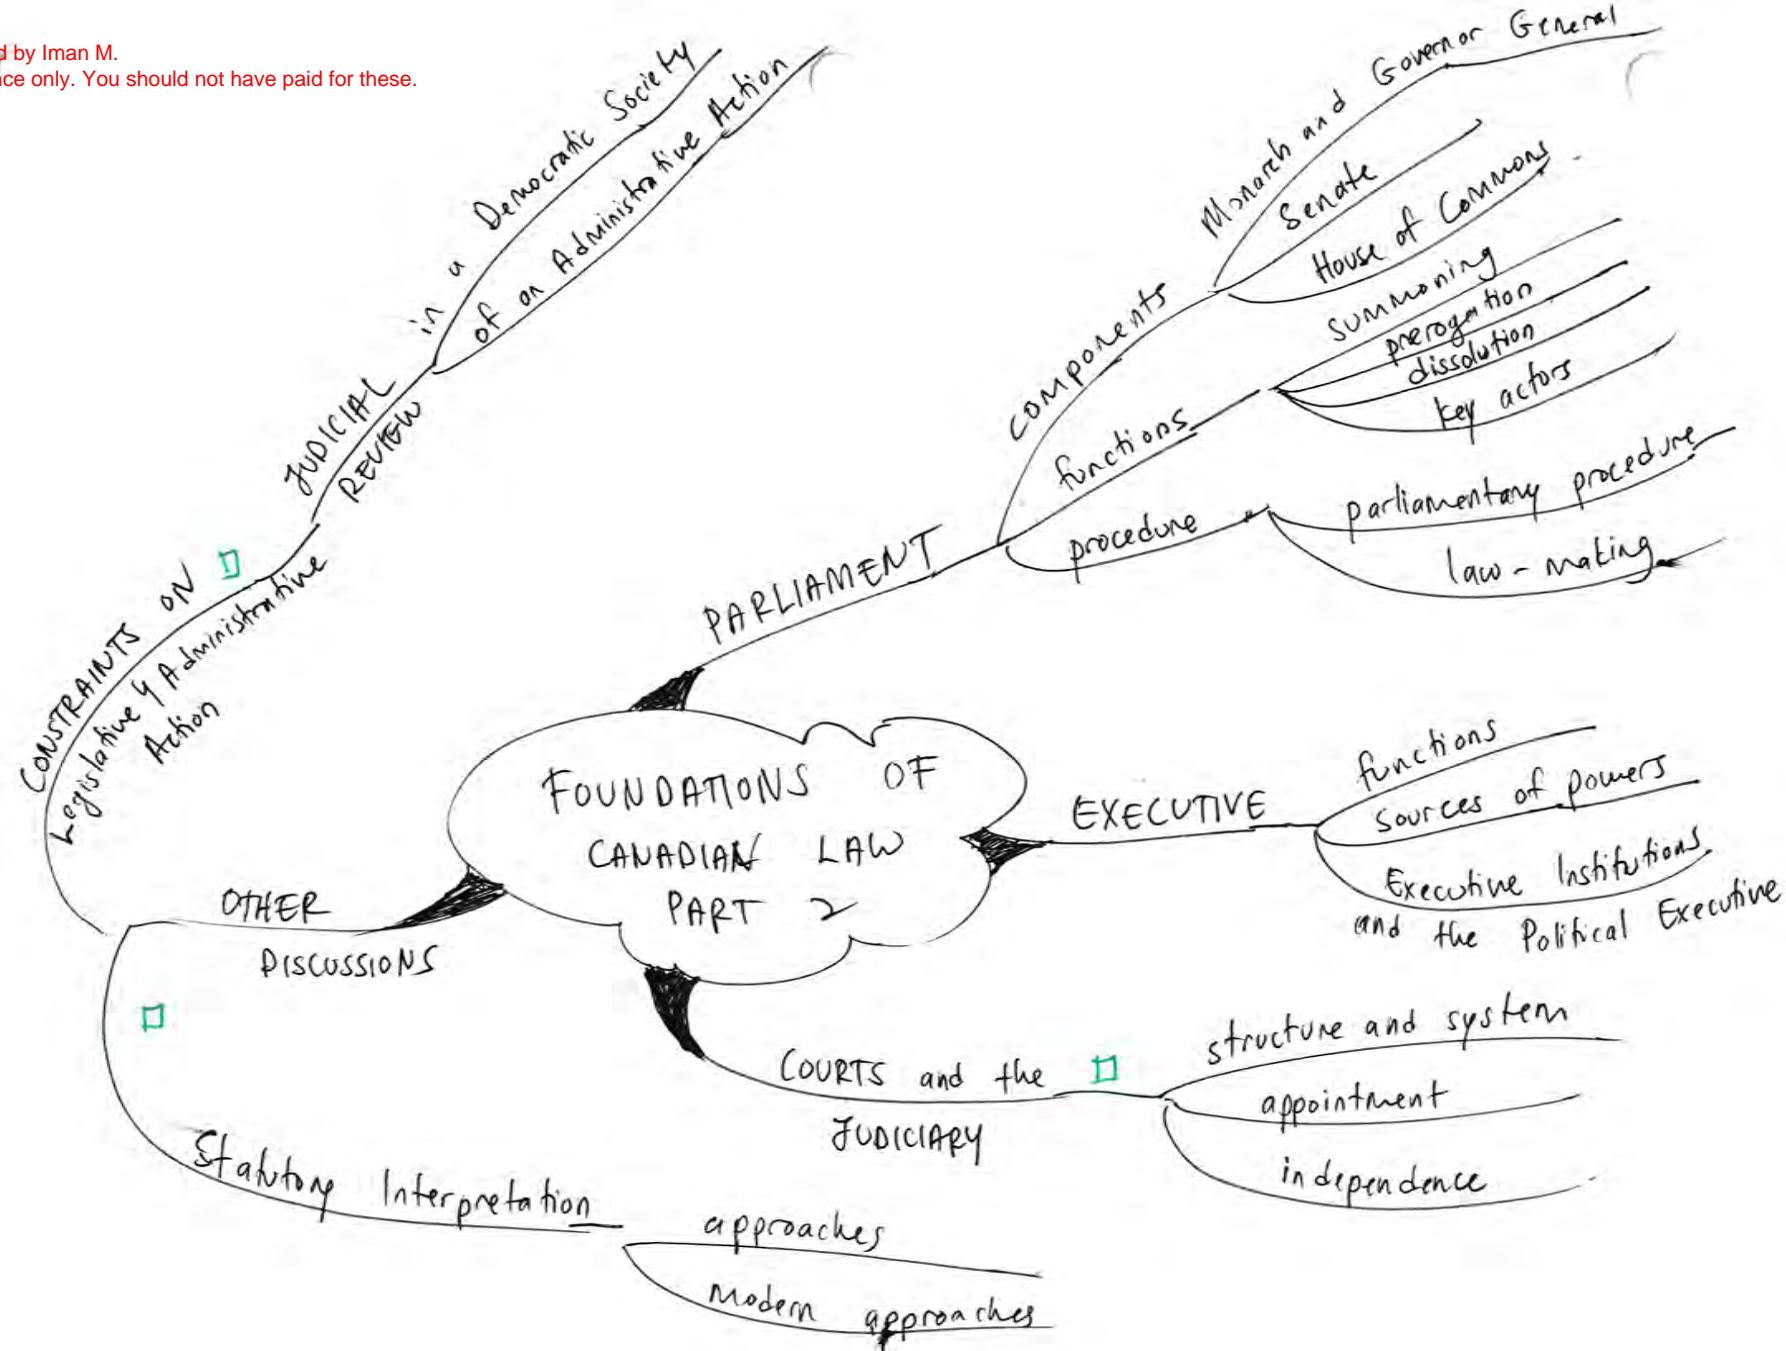 d by Iman M.
nce only. You should not have paid for these.
FOUNDATIONS OF
CANADIAN LAW
PART 2
PARLIAMENT
components
Monarch and Governor General
Senate
House of Commons
functions
summoning
prerogation
dissolution
key actors
procedure
parliamentary procedure
law-making
EXECUTIVE
functions
sources of powers
Executive Institutions
and the Political Executive
COURTS and the
JUDICIARY
structure and system
appointment
independence
OTHER
DISCUSSIONS
CONSTRAINTS ON
Legislative & Administrative
Action
JUDICIAL
REVIEW
in a Democratic Society
of an Administrative Action
Statutory Interpretation
approaches
Modern approaches